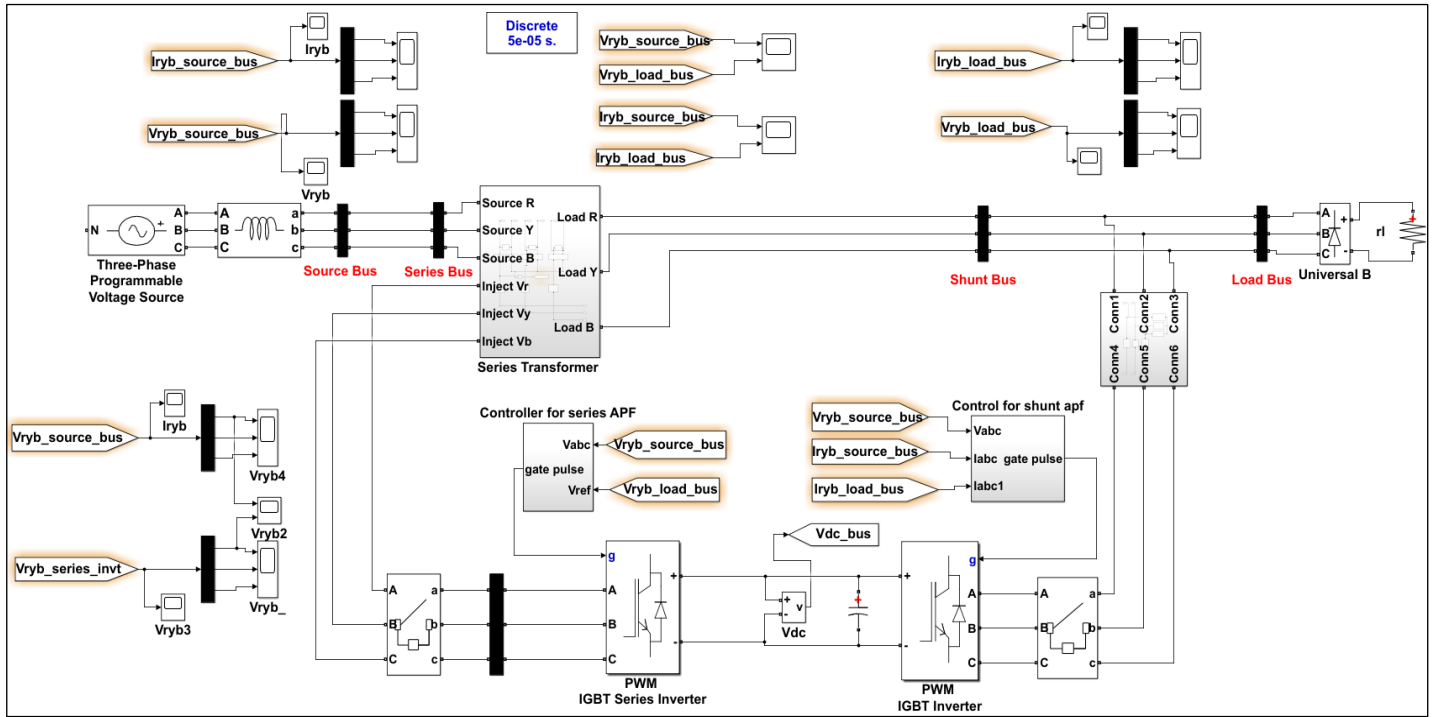 Discrete
5e-05 s.
Iryb
Iryb_source_bus
Vryb_source_bus
Vryb
Vryb_source_bus
Vryb_load_bus
Iryb_source_bus
Iryb_load_bus
Iryb_load_bus
Vryb_load_bus
N
A
B
C
Three-Phase
Programmable
Voltage Source
A
B
C
a
b
c
Source Bus
Series Bus
Source R
Source Y
Source B
Inject Vr
Inject Vy
Inject Vb
Load R
Load Y
Load B
Series Transformer
Shunt Bus
Load Bus
A
B
C
+
-
Universal B
rl
+
Conn1
Conn2
Conn3
Conn4
Conn5
Conn6
Vryb_source_bus
Iryb
Vryb4
Vryb2
Vryb_series_invt
Vryb3
Vryb_
Controller for series APF
Vabc
gate pulse
Vref
Vryb_source_bus
Vryb_load_bus
Control for shunt apf
Vryb_source_bus
Iryb_source_bus
Iryb_load_bus
Vabc
Iabc
gate pulse
Iabc1
A
B
C
a
b
c
g
A
B
C
+
-
PWM
IGBT Series Inverter
Vdc_bus
+
-
v
Vdc
+
g
+
-
A
B
C
PWM
IGBT Inverter
A
B
C
a
b
c